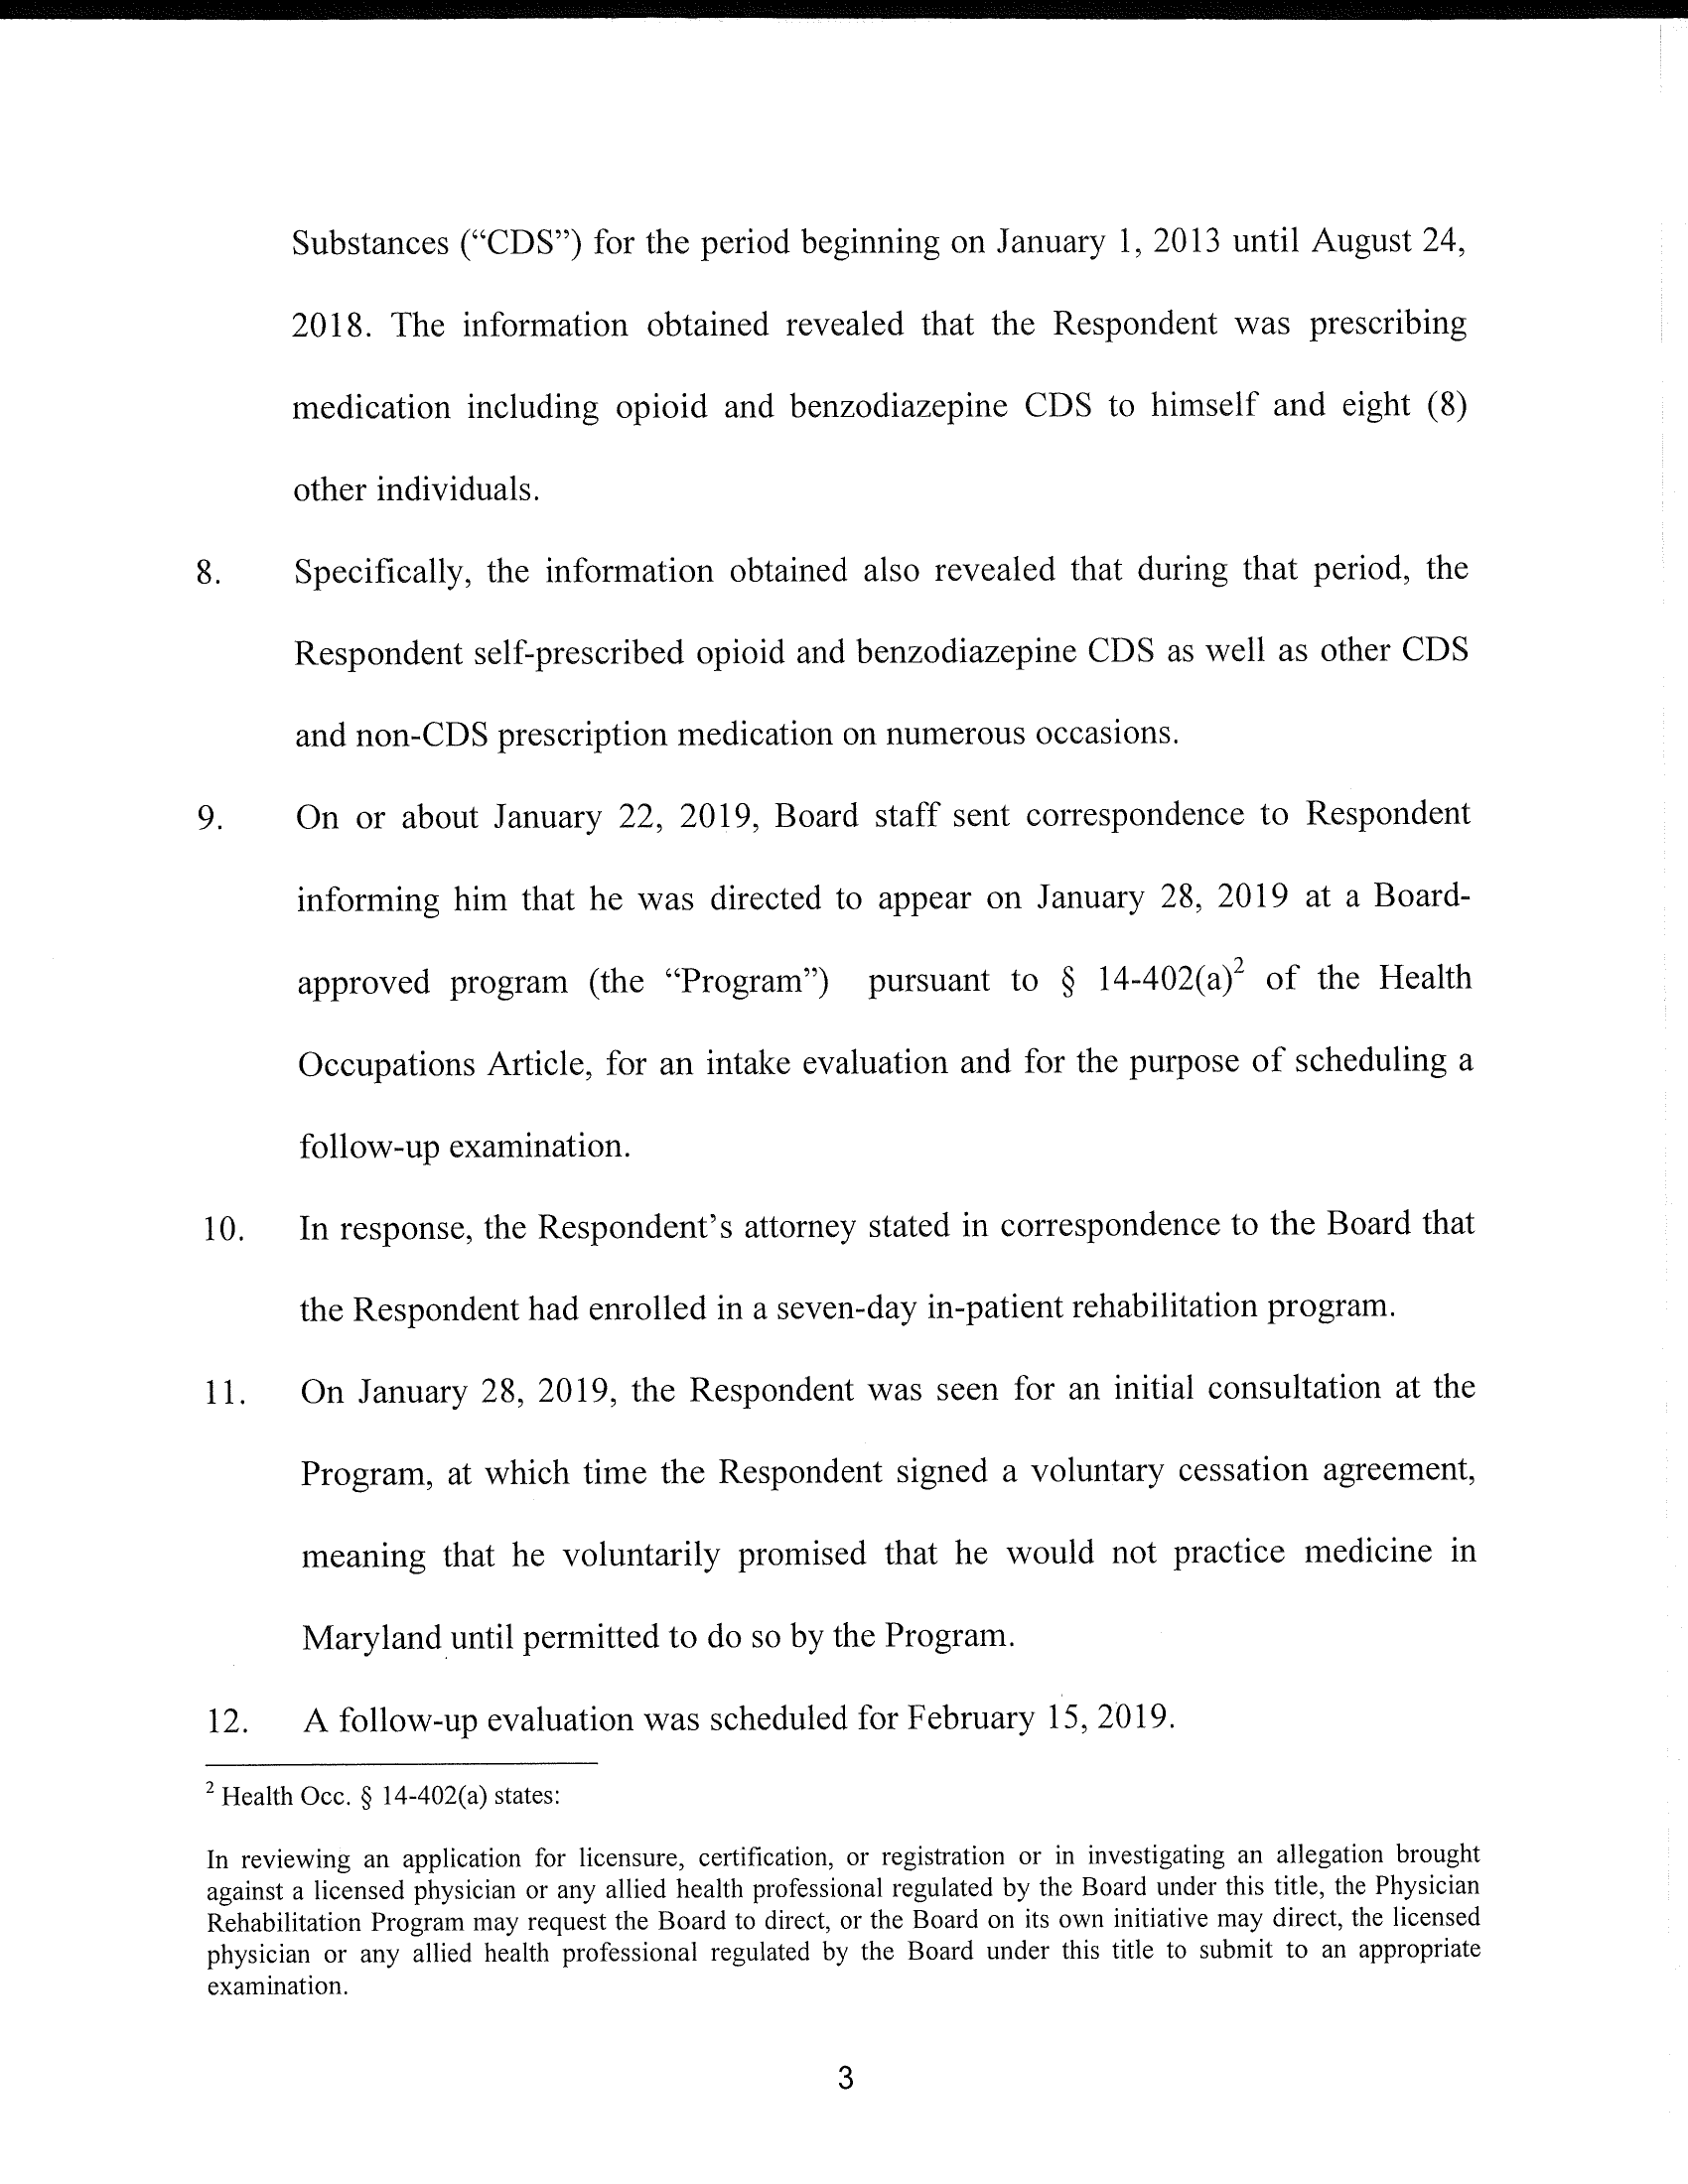 Substances (“CDS”) for the period beginning on January 1, 2013 until August 24,
2018. The information obtained revealed that the Respondent was prescribing
medication including opioid and benzodiazepine CDS to himself and eight (8)
other individuals.
8. Specifically, the information obtained also revealed that during that period, the
Respondent self-prescribed opioid and benzodiazepine CDS as well as other CDS
and non-CDS prescription medication on numerous occasions.
9. On or about January 22, 2019, Board staff sent correspondence to Respondent
informing him that he was directed to appear on January 28, 2019 at a Board-
approved program (the “Program”) pursuant to § 14-402(a)² of the Health
Occupations Article, for an intake evaluation and for the purpose of scheduling a
follow-up examination.
10. In response, the Respondent’s attorney stated in correspondence to the Board that
the Respondent had enrolled in a seven-day in-patient rehabilitation program.
11. On January 28, 2019, the Respondent was seen for an initial consultation at the
Program, at which time the Respondent signed a voluntary cessation agreement,
meaning that he voluntarily promised that he would not practice medicine in
Maryland until permitted to do so by the Program.
12. A follow-up evaluation was scheduled for February 15, 2019.
² Health Occ. § 14-402(a) states:
In reviewing an application for licensure, certification, or registration or in investigating an allegation brought
against a licensed physician or any allied health professional regulated by the Board under this title, the Physician
Rehabilitation Program may request the Board to direct, or the Board on its own initiative may direct, the licensed
physician or any allied health professional regulated by the Board under this title to submit to an appropriate
examination.
3